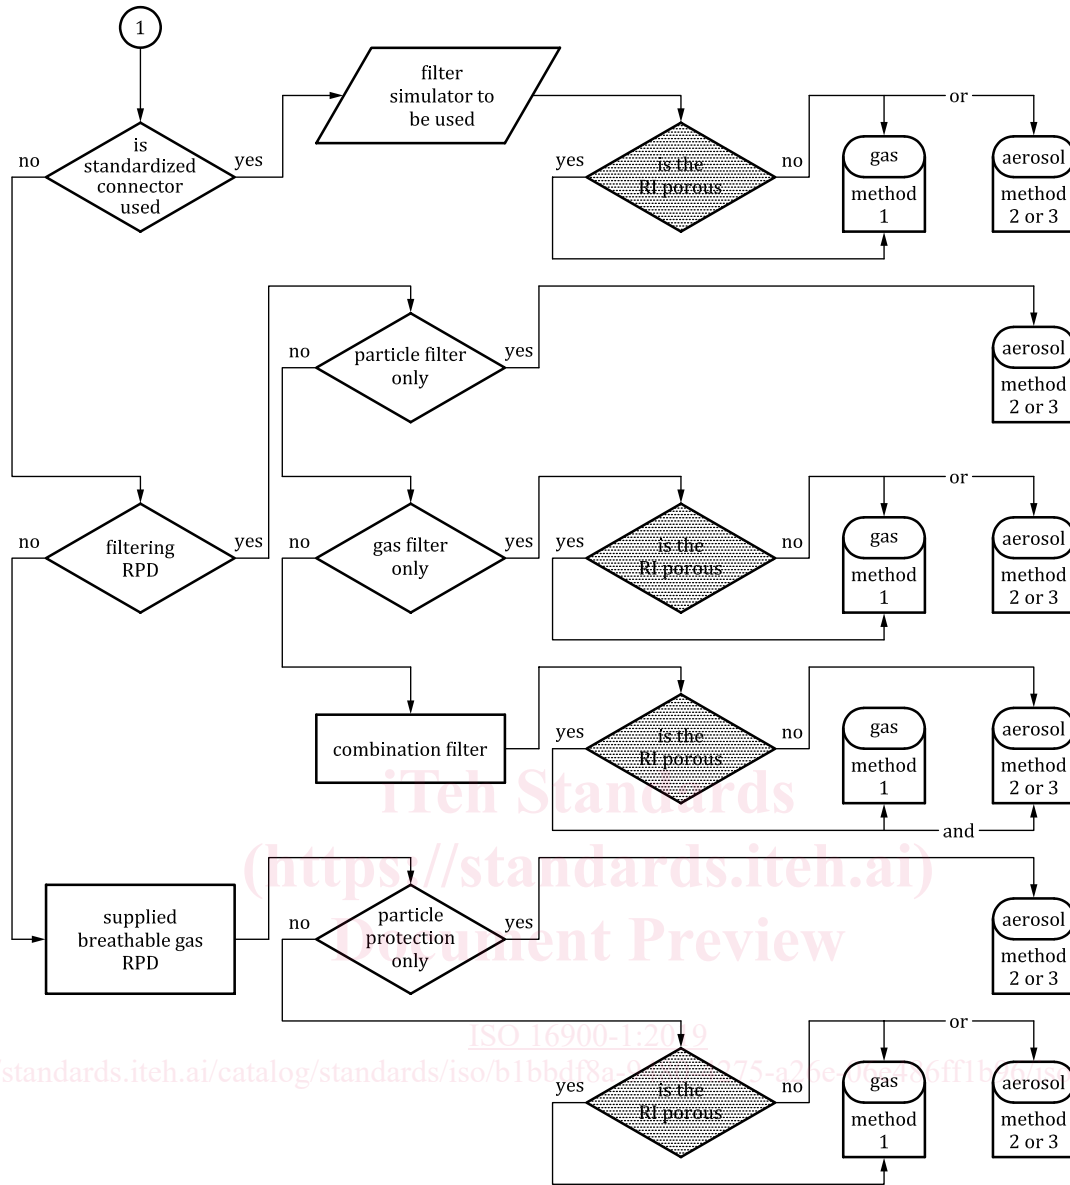 1
filter
simulator to
be used
or
is
standardized
connector
used
no
yes
is the
RI porous
yes
no
gas
method
1
aerosol
method
2 or 3
particle filter
only
no
yes
aerosol
method
2 or 3
or
filtering
RPD
no
yes
gas filter
only
no
yes
is the
RI porous
yes
no
gas
method
1
aerosol
method
2 or 3
combination filter
is the
RI porous
yes
no
gas
method
1
aerosol
method
2 or 3
and
iTeh Standards
(https://standards.iteh.ai)
Document Preview
supplied
breathable gas
RPD
particle
protection
only
no
yes
aerosol
method
2 or 3
or
ISO 16900-1:2019
standards.iteh.ai/catalog/standards/iso/
is the
RI porous
yes
no
gas
method
1
aerosol
method
2 or 3